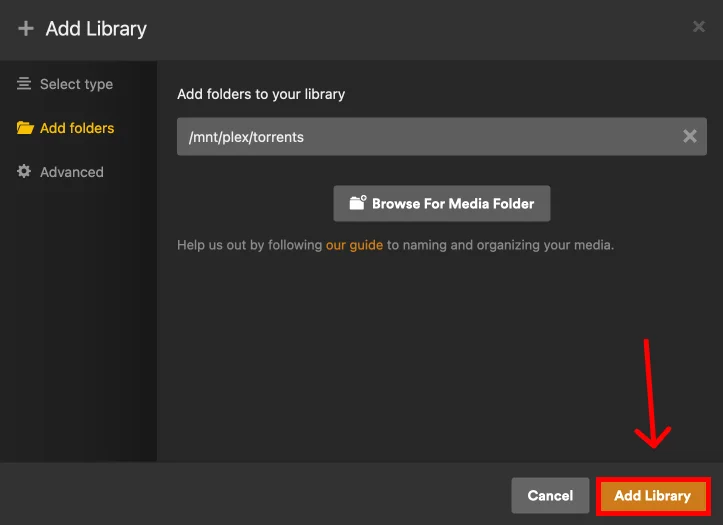 Add Library
Select type
Add folders
Advanced
Add folders to your library
/mnt/plex/torrents
Browse For Media Folder
Help us out by following our guide to naming and organizing your media.
Cancel
Add Library